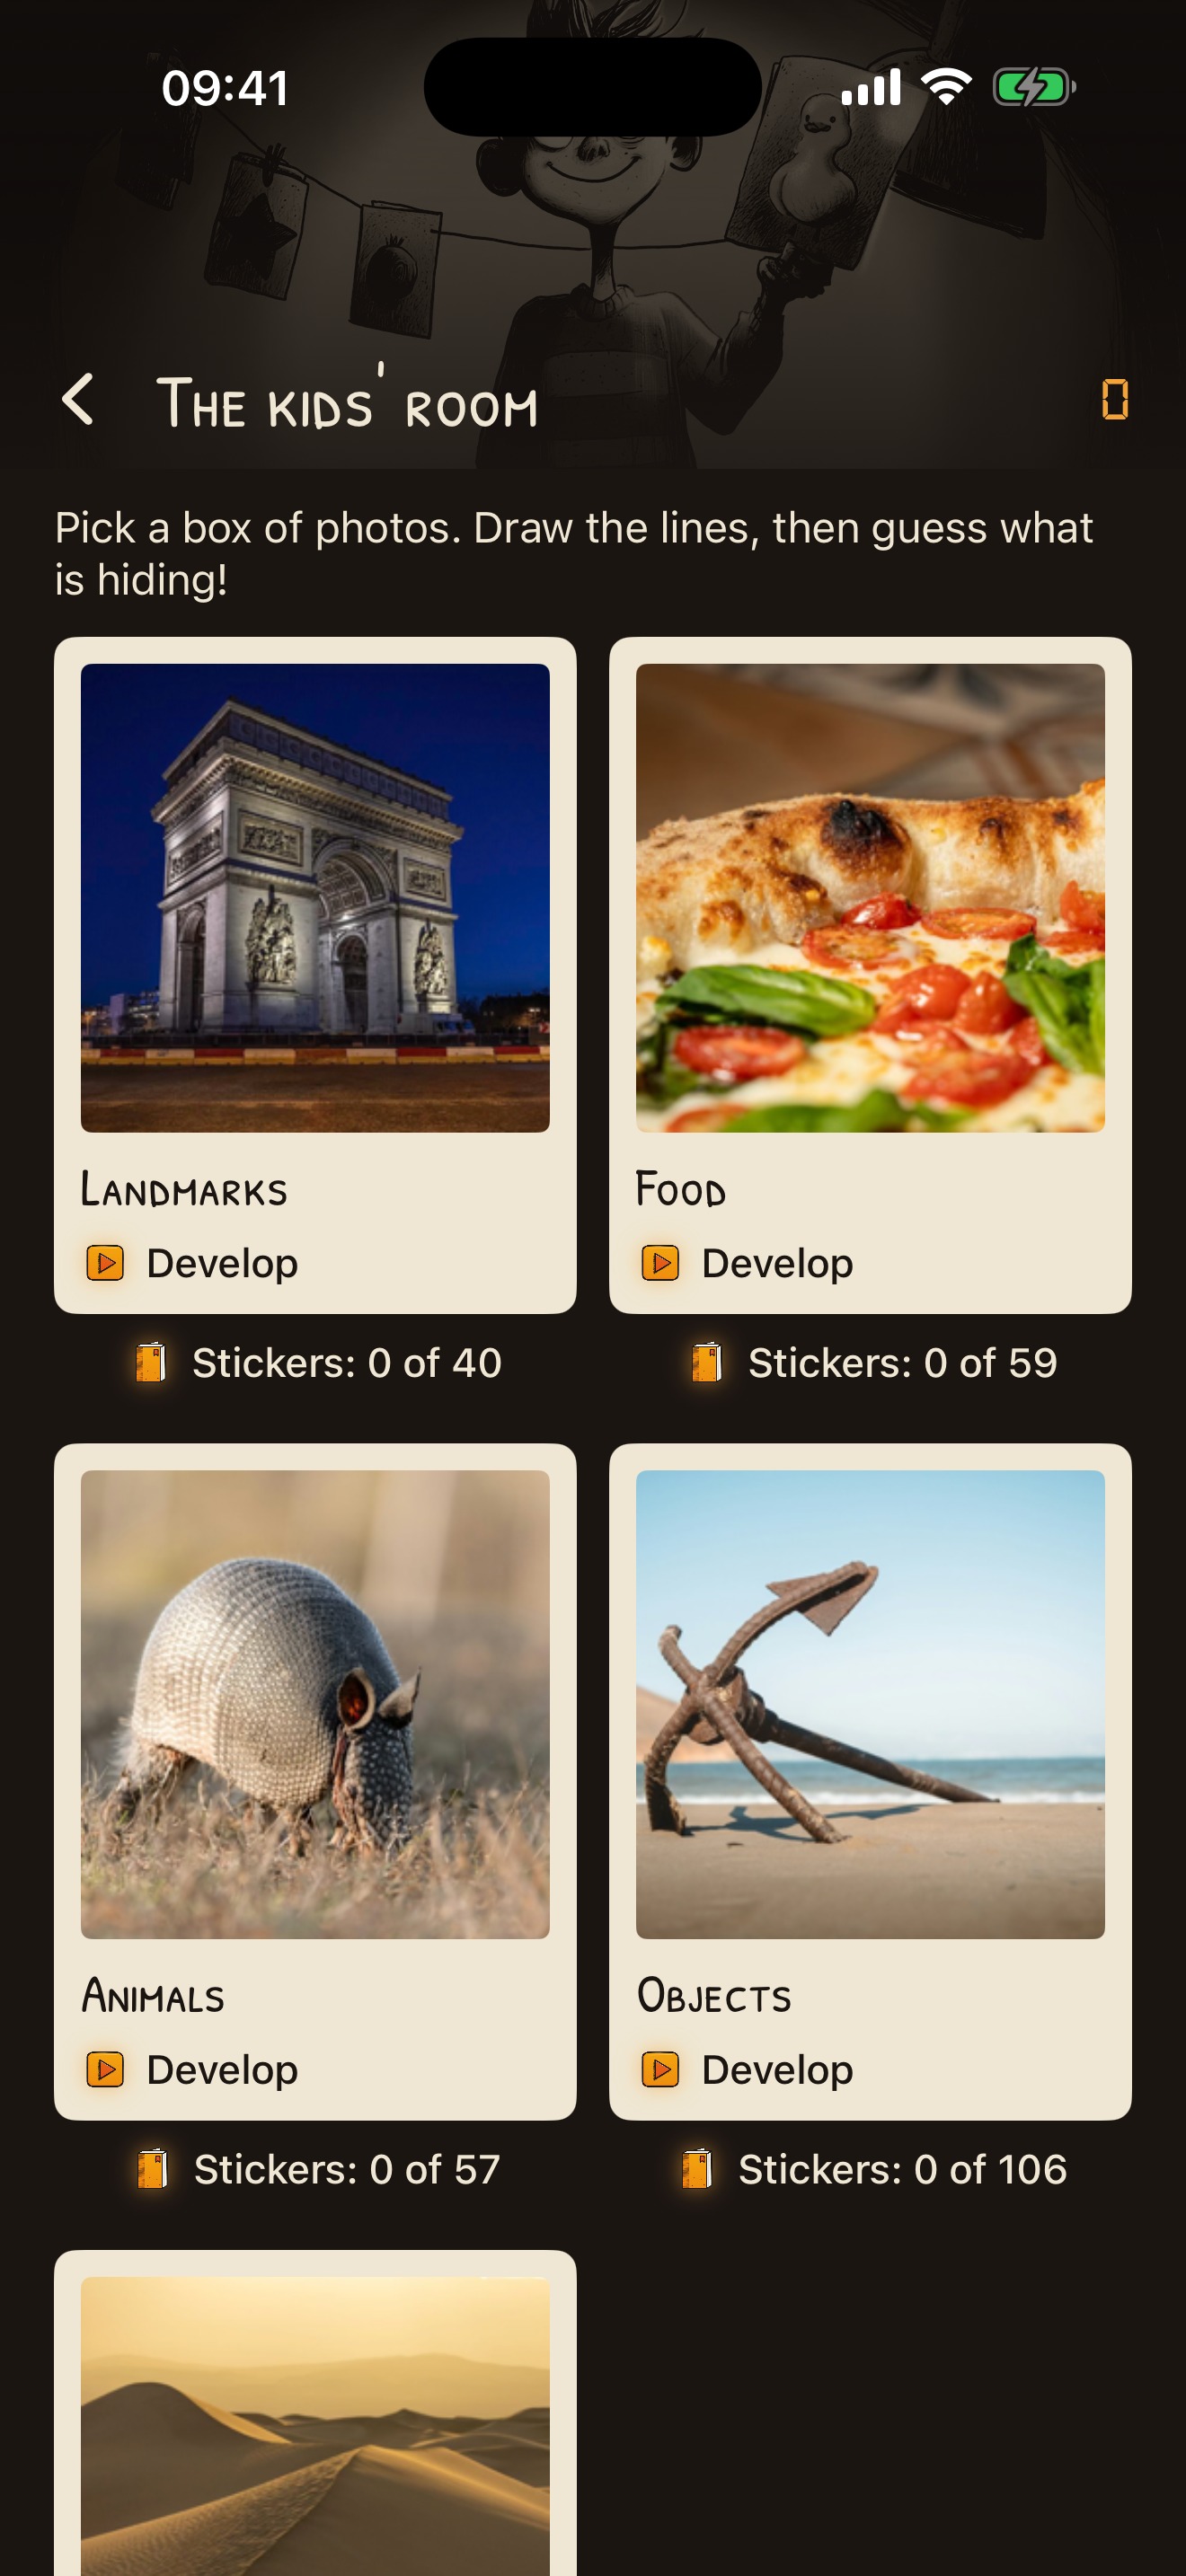 09:41
The kids' room
0
Pick a box of photos. Draw the lines, then guess what
is hiding!
Landmarks
Develop
Stickers: 0 of 40
Food
Develop
Stickers: 0 of 59
Animals
Develop
Stickers: 0 of 57
Objects
Develop
Stickers: 0 of 106